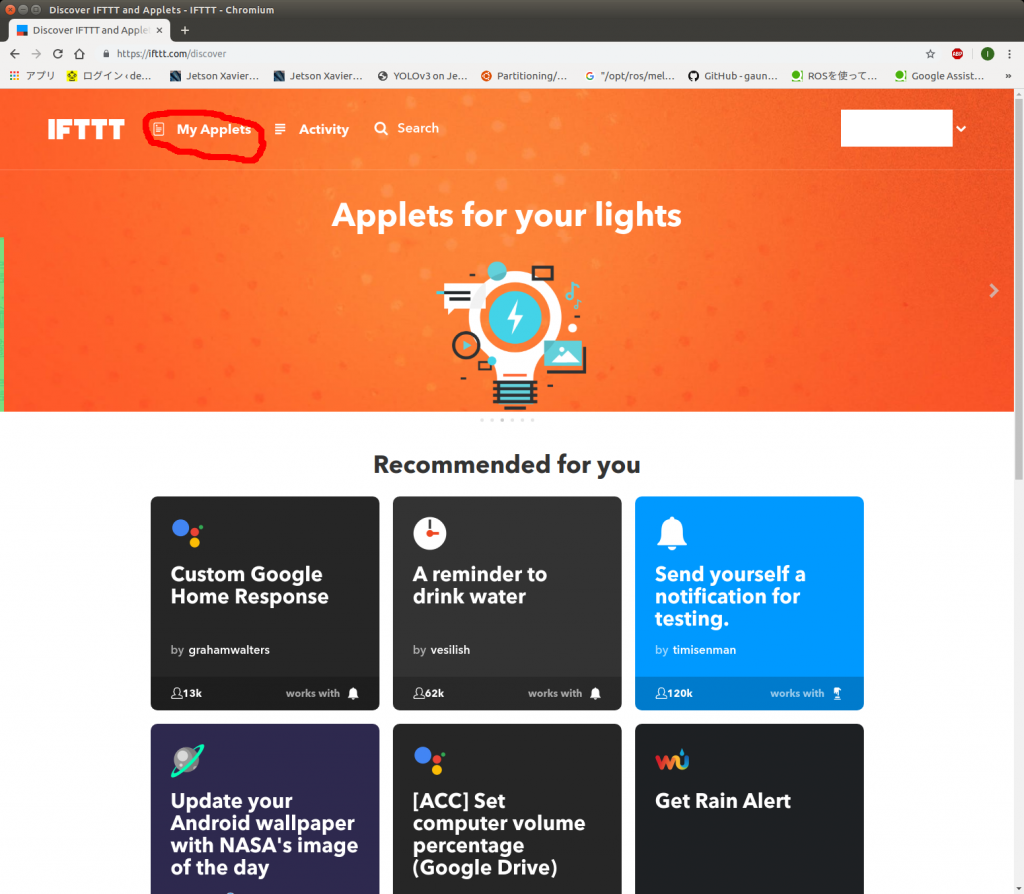 Discover IFTTT and Applets - IFTTT - Chromium
Discover IFTTT and Applet
https://ifttt.com/discover
アプリ ログイン ‹ de... Jetson Xavier... Jetson Xavier... YOLOv3 on Je... Partitioning/... "/opt/ros/mel... GitHub - gaun... ROSを使って... Google Assist... »
IFTTT My Applets Activity Search
Applets for your lights
Recommended for you
Custom Google
Home Response
by grahamwalters
13k works with
A reminder to
drink water
by vesilish
62k works with
Send yourself a
notification for
testing.
by timisenman
120k works with
Update your
Android wallpaper
with NASA's image
of the day
[ACC] Set
computer volume
percentage
(Google Drive)
wu
Get Rain Alert